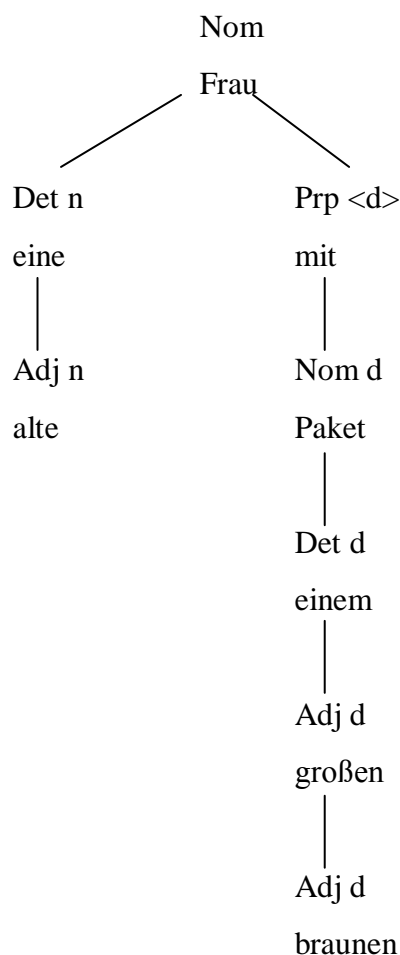 Nom
Frau
Det n Prp <d>
eine mit
Adj n Nom d
alte Paket
Det d
einem
Adj d
großen
Adj d
braunen